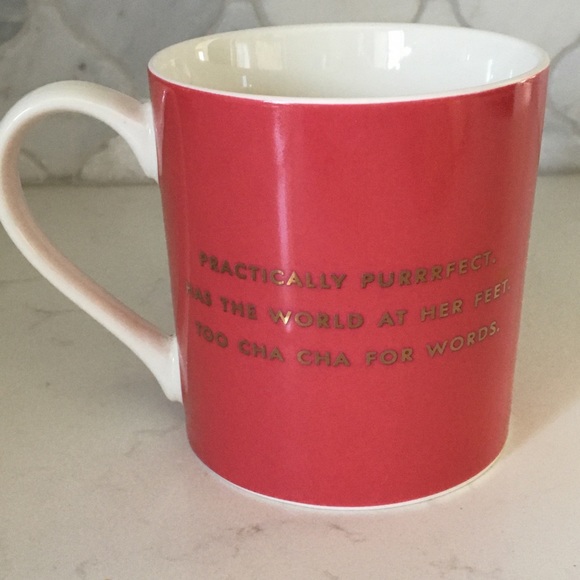 PRACTICALLY PURRRFECT.
HAS THE WORLD AT HER FEET.
TOO CHA CHA FOR WORDS.